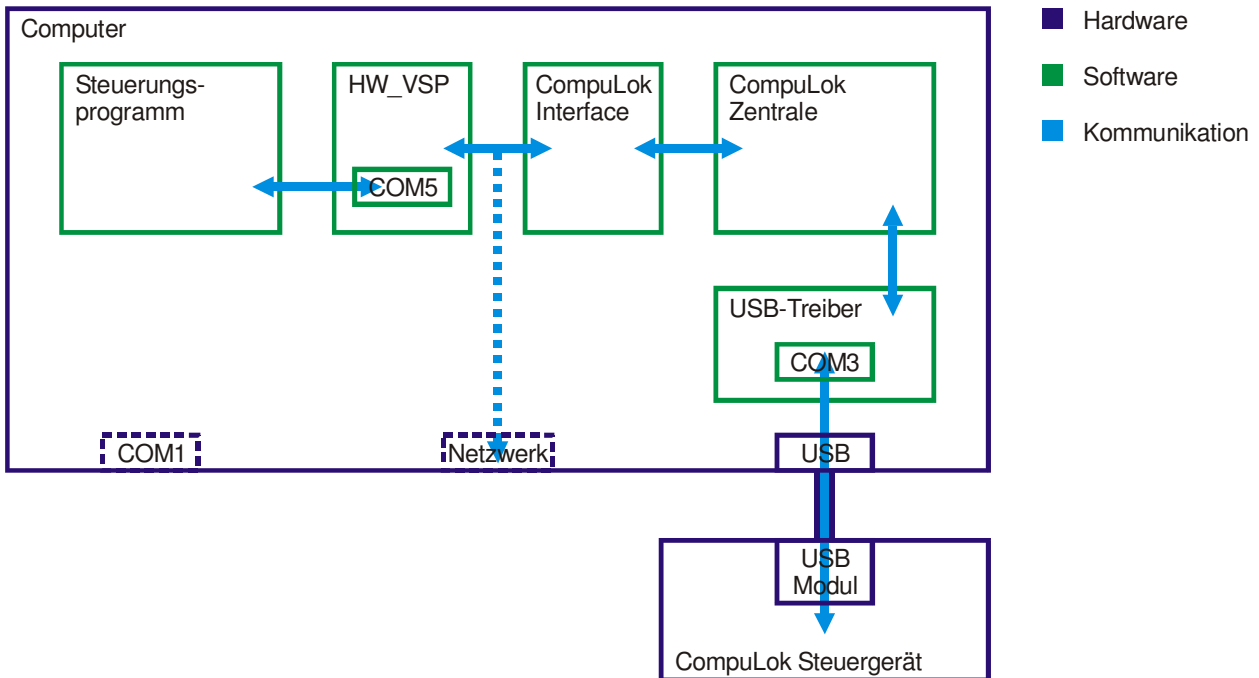 Computer
Hardware
Software
Kommunikation
Steuerungs-
programm
HW_VSP
COM5
CompuLok
Interface
CompuLok
Zentrale
USB-Treiber
COM3
COM1
Netzwerk
USB
USB
Modul
CompuLok Steuergerät